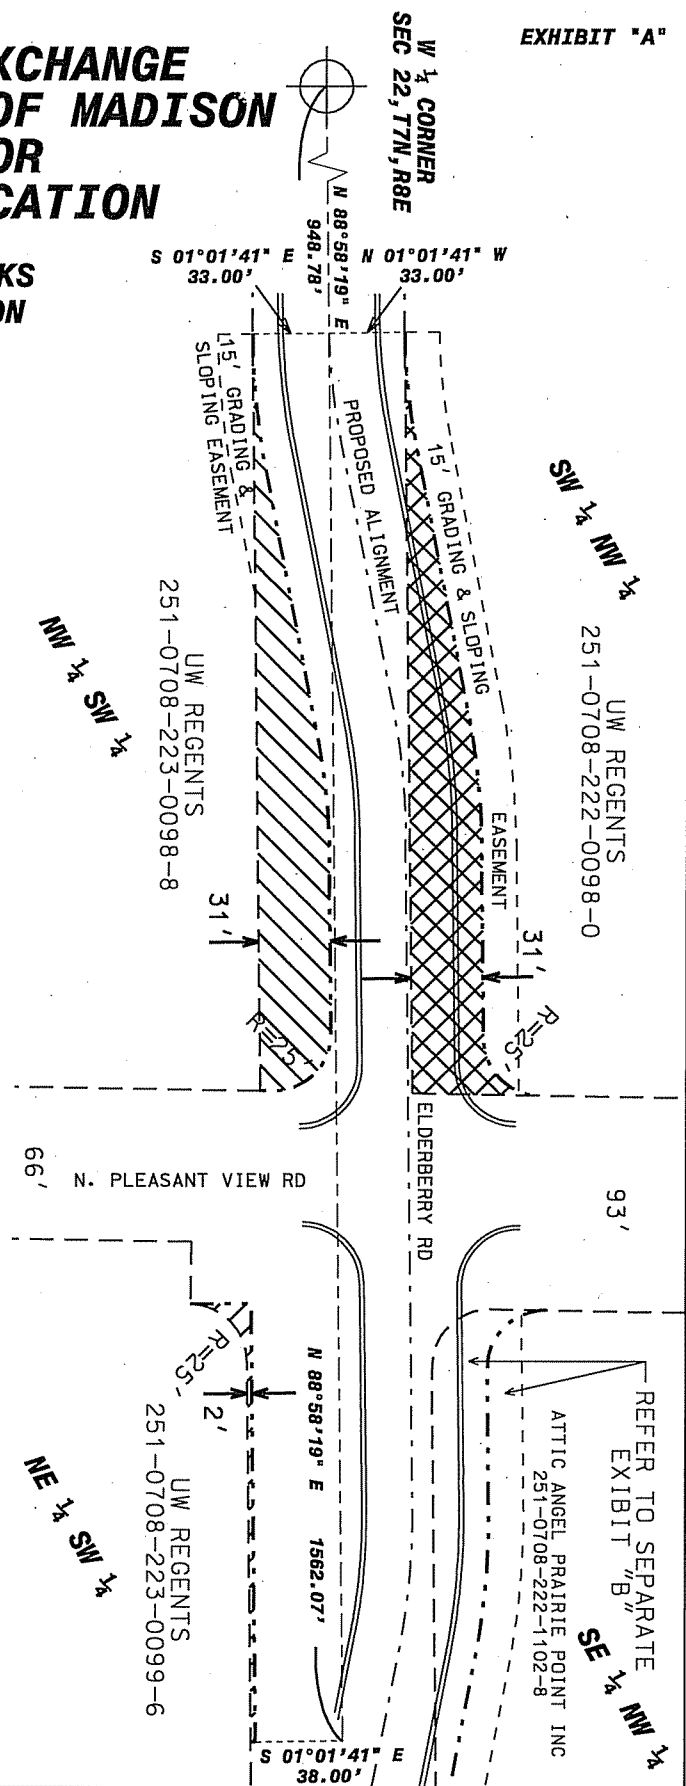 EXHIBIT "A"
XCHANGE
OF MADISON
OR
CATION
KS
ON
W ¼ CORNER
SEC 22, T7N, R8E
N 88°58'19" E
948.78'
S 01°01'41" E
33.00'
N 01°01'41" W
33.00'
15' GRADING &
SLOPING EASEMENT
PROPOSED ALIGNMENT
15' GRADING & SLOPING
EASEMENT
SW ¼ NW ¼
NW ¼ SW ¼
UW REGENTS
251-0708-223-0098-8
UW REGENTS
251-0708-222-0098-0
31'
31'
R=25'
R=25'
ELDERBERRY RD
66'
N. PLEASANT VIEW RD
93'
R=25'
2'
N 88°58'19" E 1562.07'
REFER TO SEPARATE
EXHIBIT "B"
ATTIC ANGEL PRAIRIE POINT INC
251-0708-222-1102-8
UW REGENTS
251-0708-223-0099-6
NE ¼ SW ¼
SE ¼ NW ¼
S 01°01'41" E
38.00'